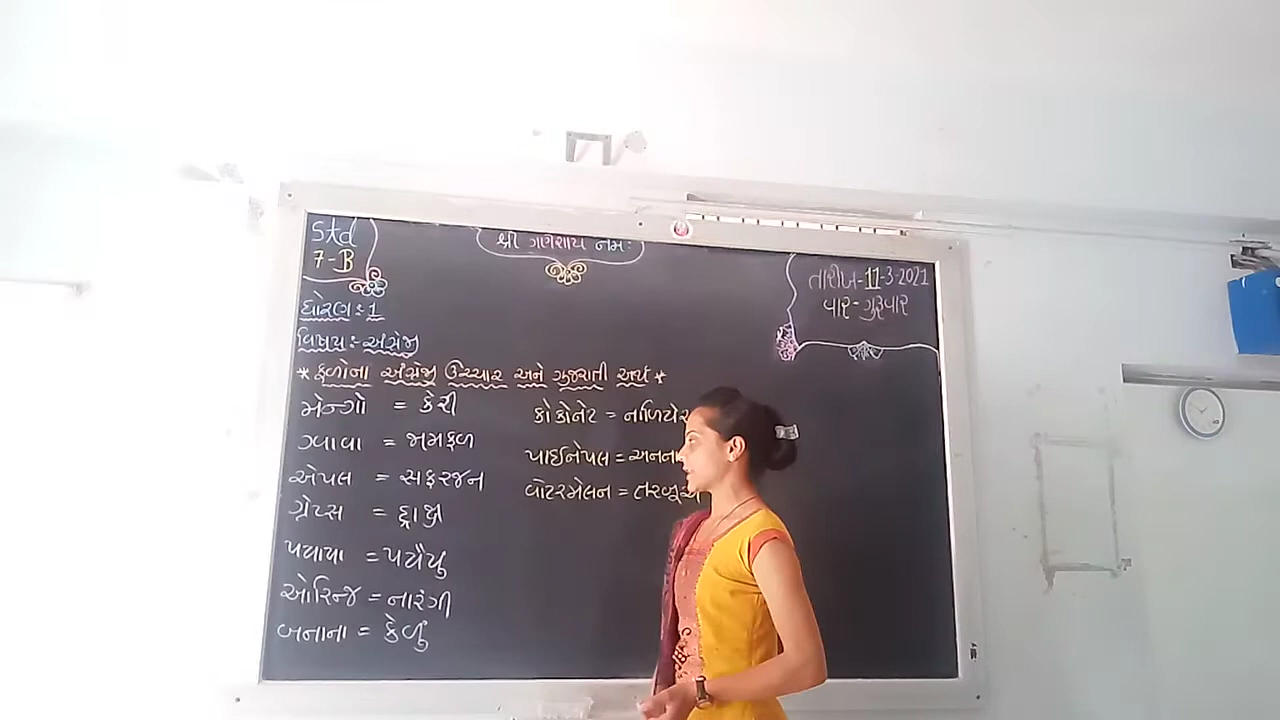 Std
7-B
શ્રી ગણેશાય નમઃ
તારીખ-11-3-2021
વાર- ગુરૂવાર
ધોરણ : 1
વિષય :- અંગ્રેજી
* ફળોના અંગ્રેજી ઉચ્ચાર અને ગુજરાતી અર્થ *
મેન્ગો = કેરી
ગ્વાવા = જામફળ
એપલ = સફરજન
ગ્રેપ્સ = દ્રાક્ષ
પપાયા = પપૈયુ
ઓરિન્જ = નારંગી
બનાના = કેળું
કોકોનેટ = નાળિયે
પાઈનેપલ = અનના
વોટરમેલન = તરબૂચ